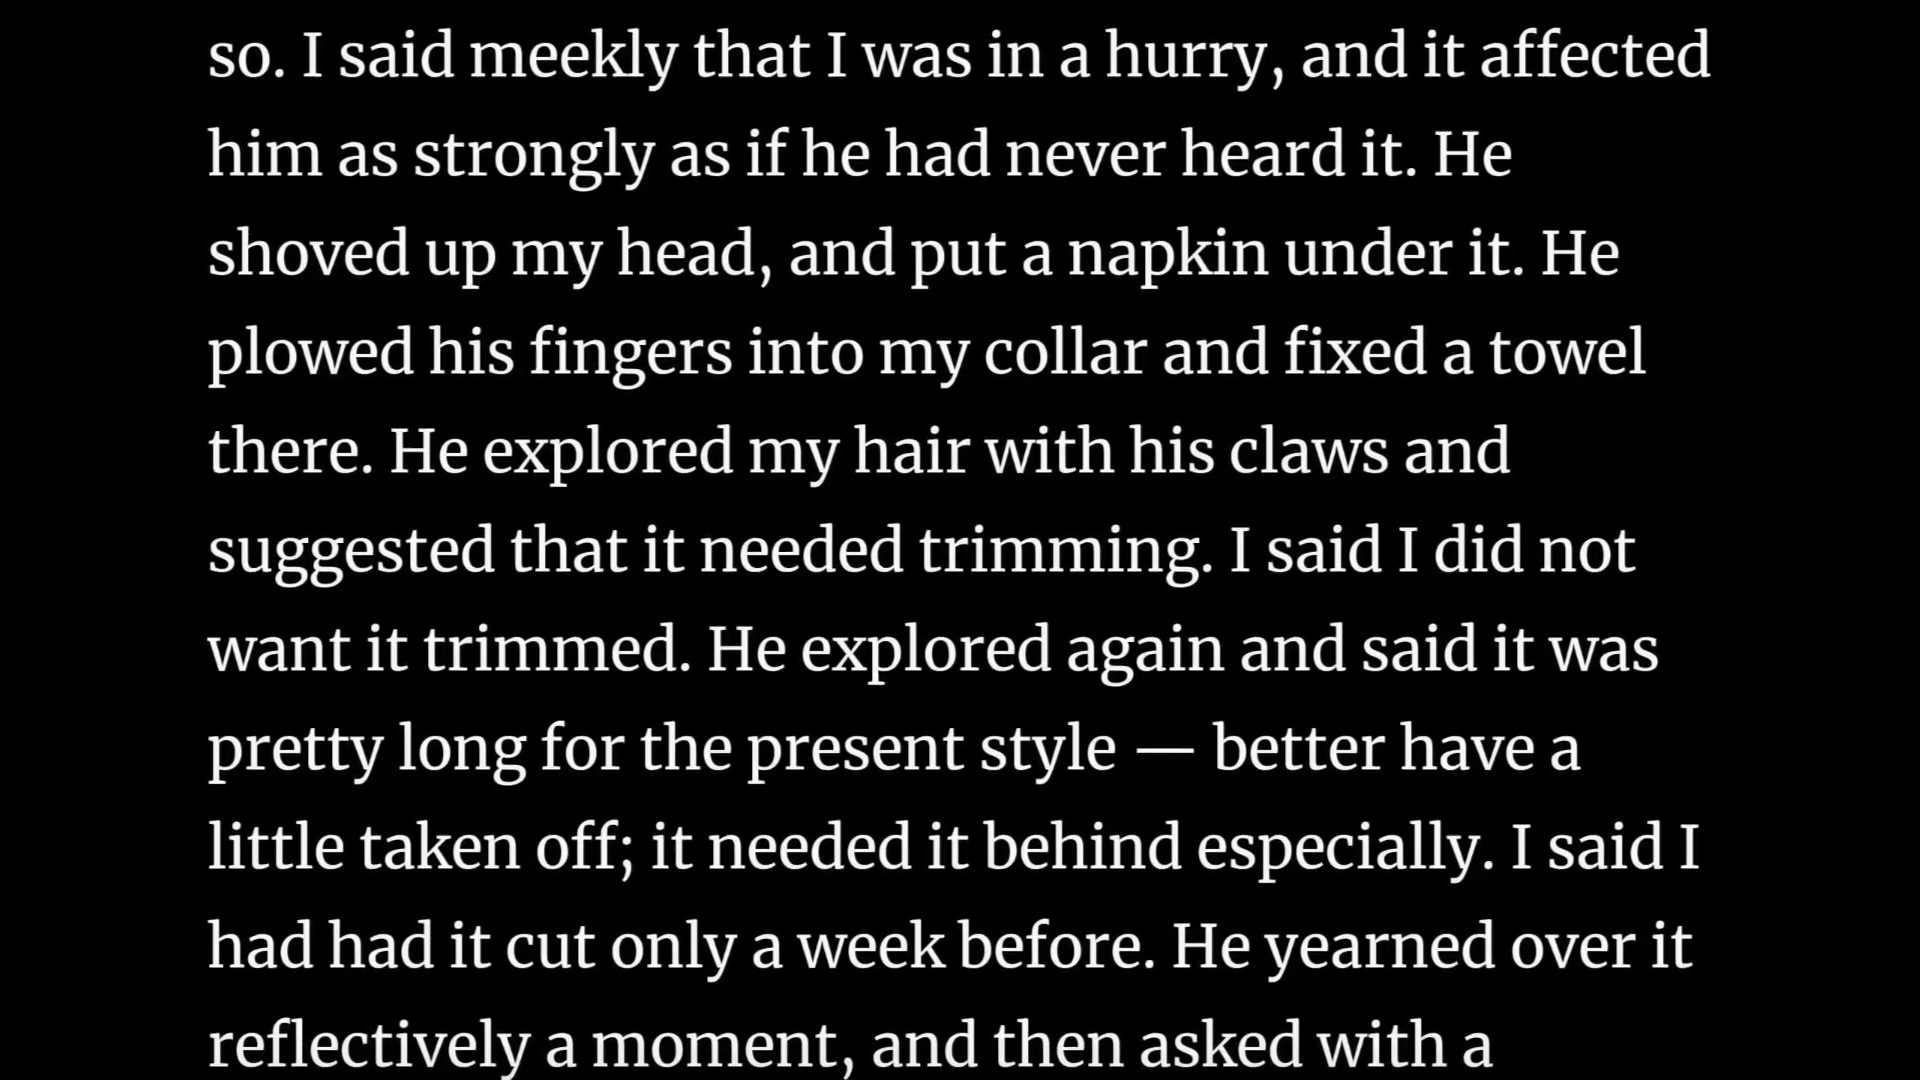 so. I said meekly that I was in a hurry, and it affected
him as strongly as if he had never heard it. He
shoved up my head, and put a napkin under it. He
plowed his fingers into my collar and fixed a towel
there. He explored my hair with his claws and
suggested that it needed trimming. I said I did not
want it trimmed. He explored again and said it was
pretty long for the present style — better have a
little taken off; it needed it behind especially. I said I
had had it cut only a week before. He yearned over it
reflectively a moment, and then asked with a